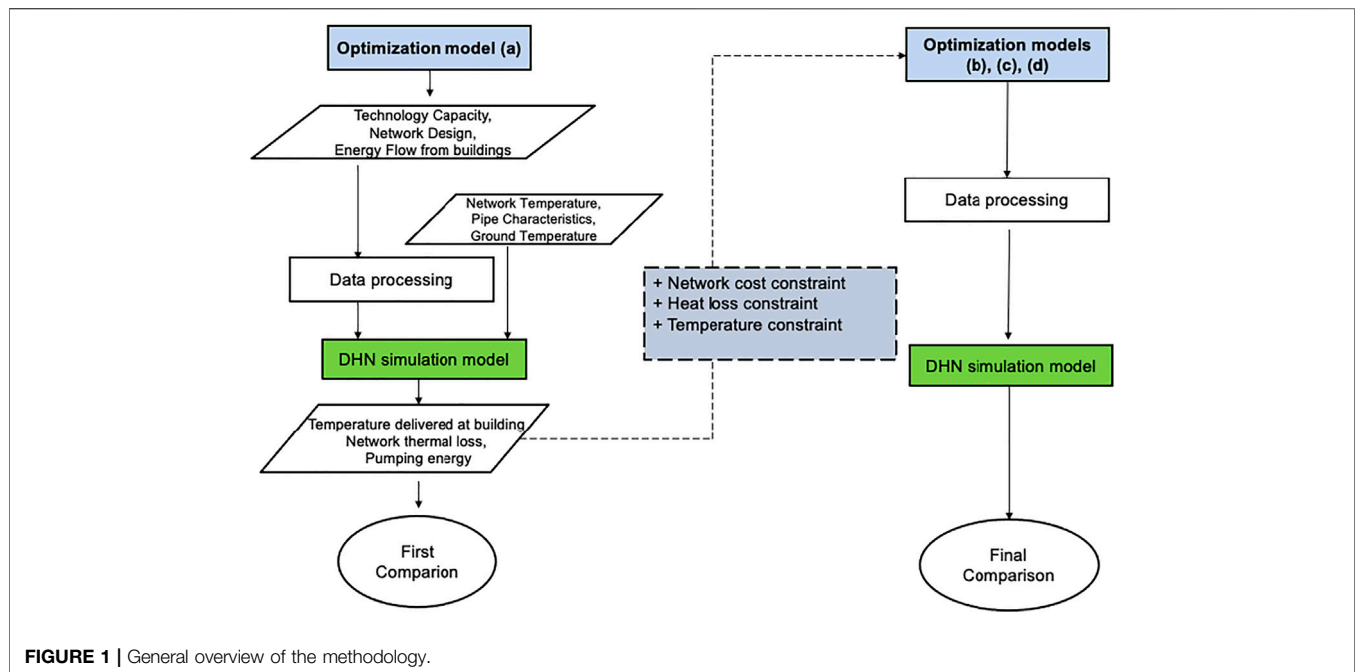 Optimization model (a)
Technology Capacity,
Network Design,
Energy Flow from buildings
Network Temperature,
Pipe Characteristics,
Ground Temperature
Data processing
DHN simulation model
Temperature delivered at building
Network thermal loss,
Pumping energy
First
Comparion
+ Network cost constraint
+ Heat loss constraint
+ Temperature constraint
Optimization models
(b), (c), (d)
Data processing
DHN simulation model
Final
Comparison
FIGURE 1 | General overview of the methodology.